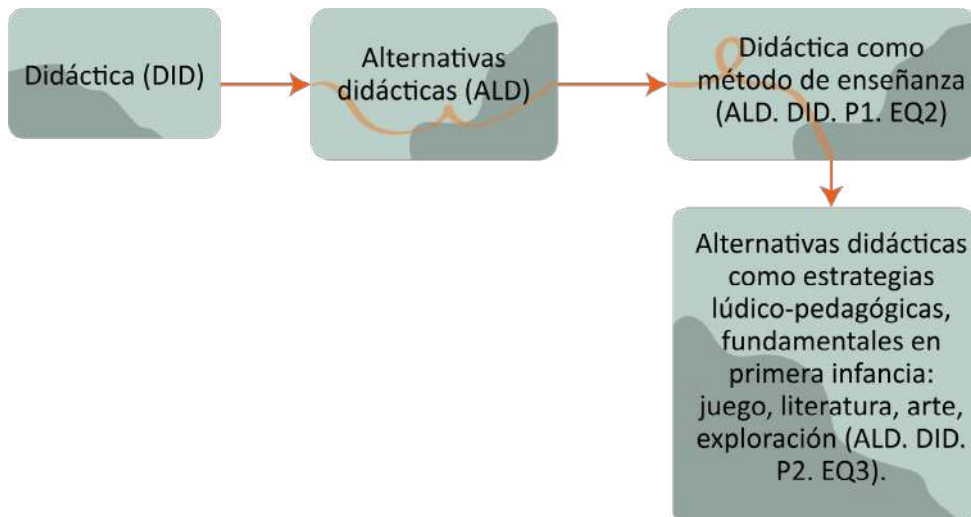 Didáctica (DID)
Alternativas
didácticas (ALD)
Didáctica como
método de enseñanza
(ALD. DID. P1. EQ2)
Alternativas didácticas
como estrategias
lúdico-pedagógicas,
fundamentales en
primera infancia:
juego, literatura, arte,
exploración (ALD. DID.
P2. EQ3).